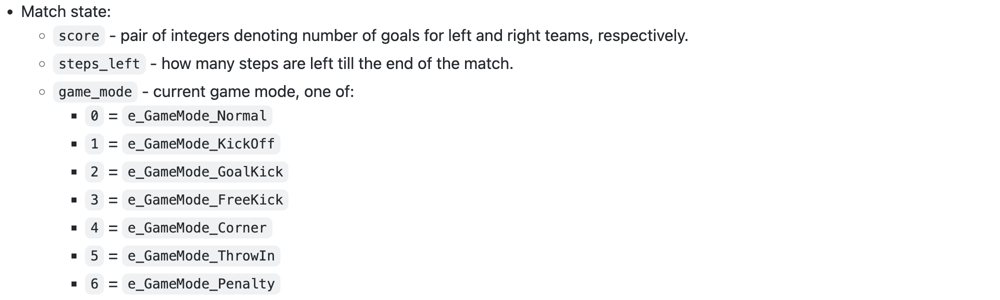 • Match state:
◦ score - pair of integers denoting number of goals for left and right teams, respectively.
◦ steps_left - how many steps are left till the end of the match.
◦ game_mode - current game mode, one of:
▪ 0 = e_GameMode_Normal
▪ 1 = e_GameMode_KickOff
▪ 2 = e_GameMode_GoalKick
▪ 3 = e_GameMode_FreeKick
▪ 4 = e_GameMode_Corner
▪ 5 = e_GameMode_ThrowIn
▪ 6 = e_GameMode_Penalty